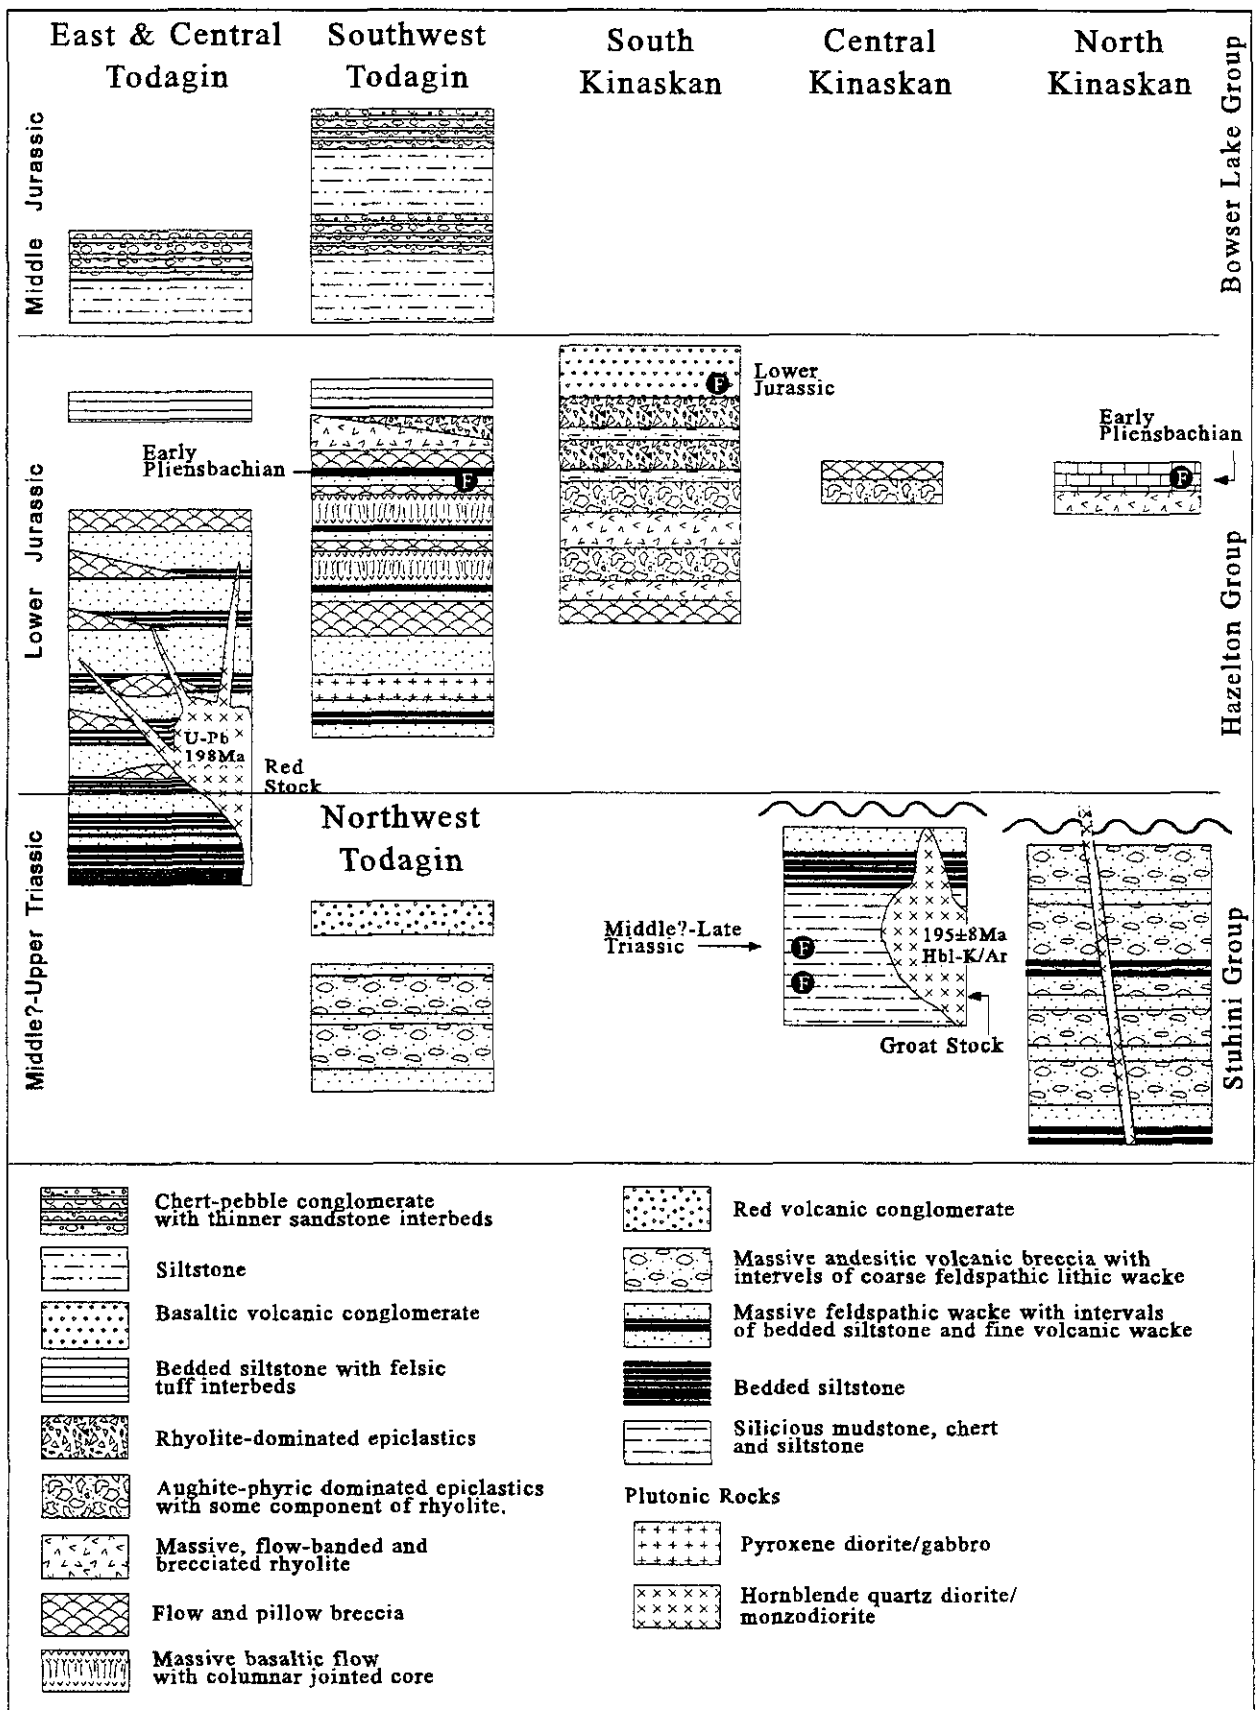 East & Central
Todagin
Southwest
Todagin
South
Kinaskan
Central
Kinaskan
North
Kinaskan
Middle Jurassic
Bowser Lake Group
Lower Jurassic
Hazelton Group
Early
Pliensbachian
F
F
Lower
Jurassic
Early
Pliensbachian
F
U-Pb
198Ma
Red
Stock
Middle?-Upper Triassic
Stuhini Group
Northwest
Todagin
Middle?-Late
Triassic
F
F
195±8Ma
Hbl-K/Ar
Groat Stock
Chert-pebble conglomerate
with thinner sandstone interbeds
Siltstone
Basaltic volcanic conglomerate
Bedded siltstone with felsic
tuff interbeds
Rhyolite-dominated epiclastics
Aughite-phyric dominated epiclastics
with some component of rhyolite.
Massive, flow-banded and
brecciated rhyolite
Flow and pillow breccia
Massive basaltic flow
with columnar jointed core
Red volcanic conglomerate
Massive andesitic volcanic breccia with
intervels of coarse feldspathic lithic wacke
Massive feldspathic wacke with intervals
of bedded siltstone and fine volcanic wacke
Bedded siltstone
Silicious mudstone, chert
and siltstone
Plutonic Rocks
Pyroxene diorite/gabbro
Hornblende quartz diorite/
monzodiorite